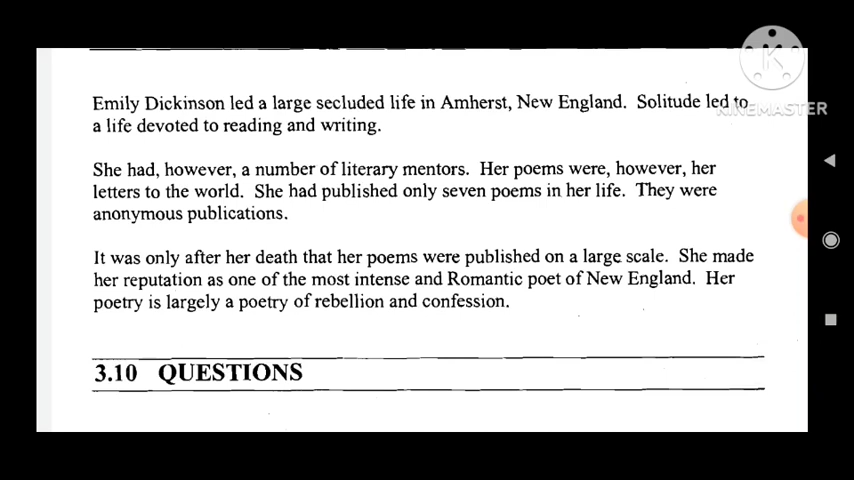 Emily Dickinson led a large secluded life in Amherst, New England. Solitude led to
a life devoted to reading and writing.
She had, however, a number of literary mentors. Her poems were, however, her
letters to the world. She had published only seven poems in her life. They were
anonymous publications.
It was only after her death that her poems were published on a large scale. She made
her reputation as one of the most intense and Romantic poet of New England. Her
poetry is largely a poetry of rebellion and confession.
3.10 QUESTIONS
K
KINEMASTER